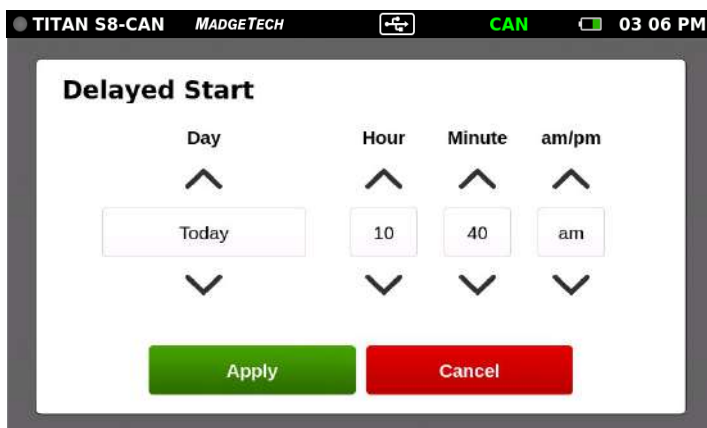 TITAN S8-CAN MADGETECH CAN 03 06 PM
Delayed Start
Day Hour Minute am/pm
Today 10 40 am
Apply Cancel